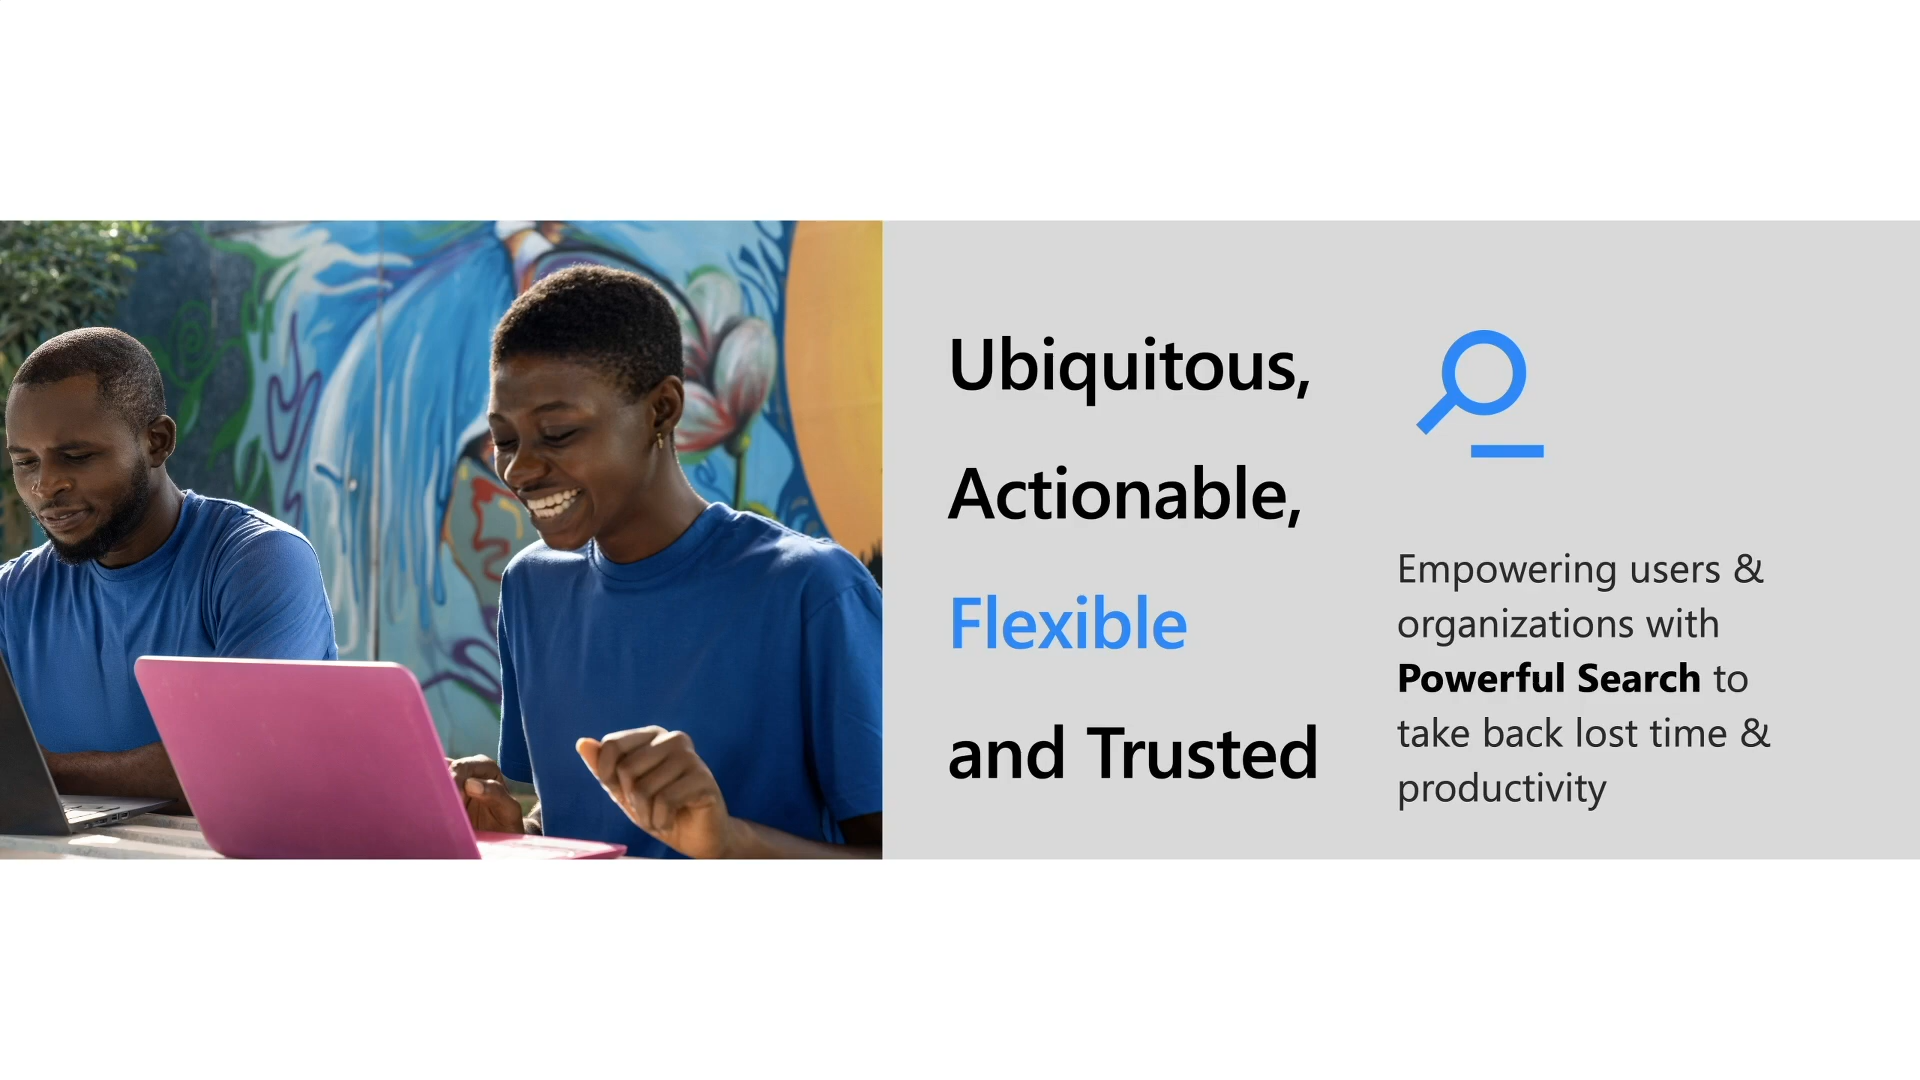 Ubiquitous,
Actionable,
Flexible
and Trusted
Empowering users &
organizations with
Powerful Search to
take back lost time &
productivity